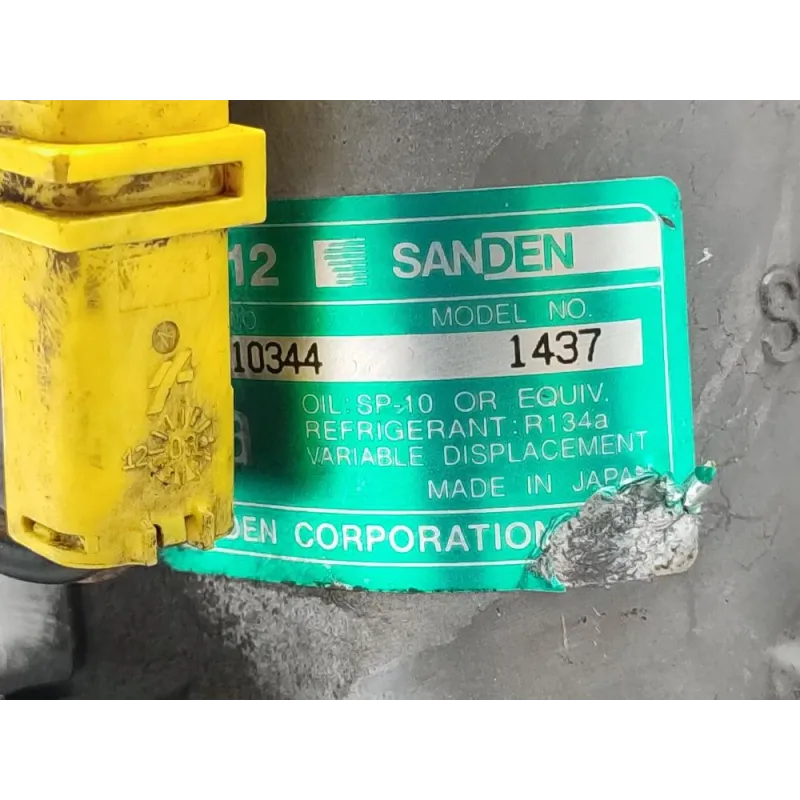 12 SANDEN
MODEL NO.
10344 1437
OIL: SP-10 OR EQUIV.
REFRIGERANT: R134a
VARIABLE DISPLACEMENT
MADE IN JAPAN
DEN CORPORATION
12
S